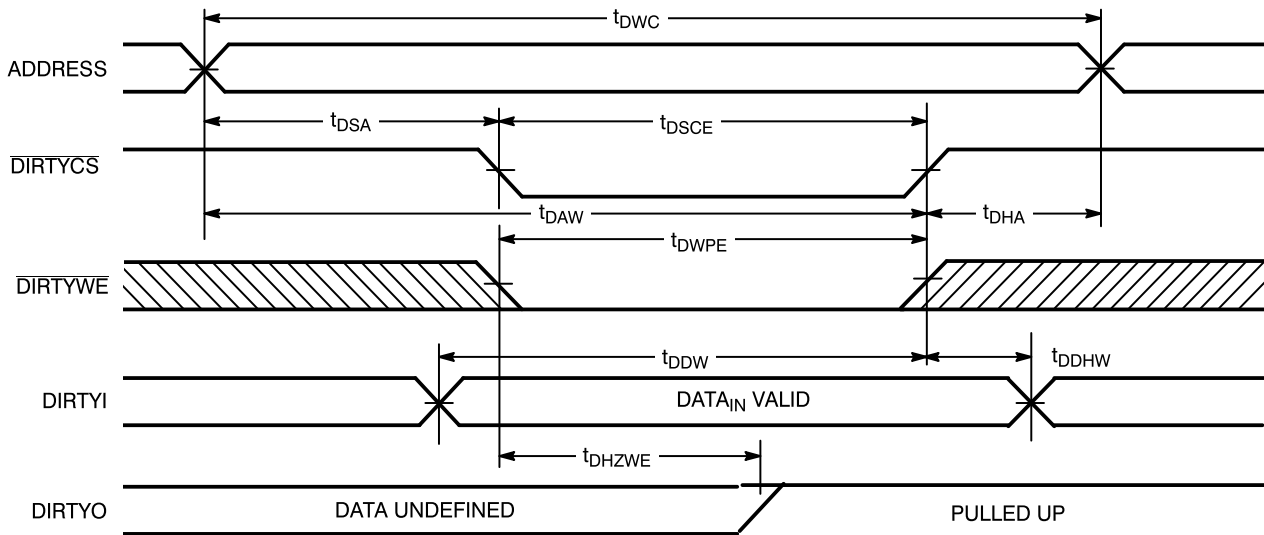 tDWC
ADDRESS
tDSA
tDSCE
DIRTYCS
tDAW
tDHA
tDWPE
DIRTYWE
tDDW
tDDHW
DIRTYI
DATAIN VALID
tDHZWE
DIRTYO
DATA UNDEFINED
PULLED UP